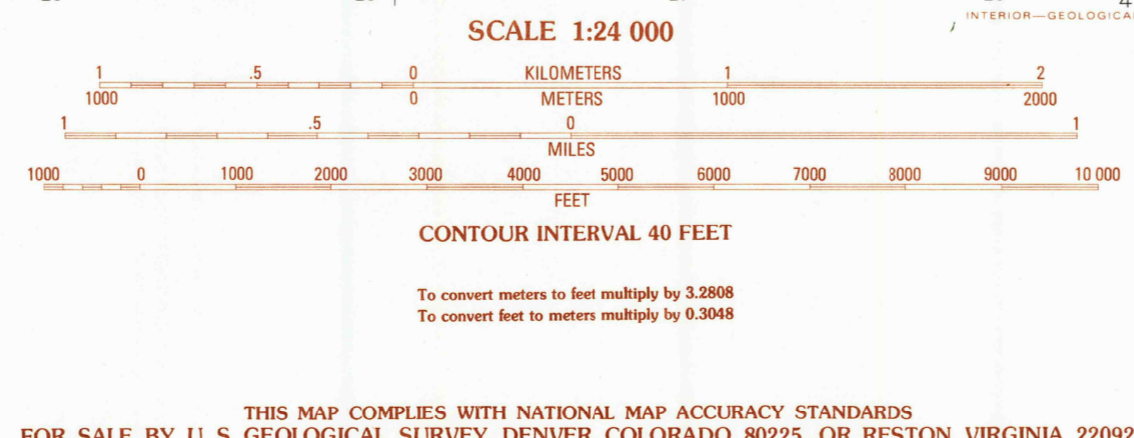 INTERIOR—GEOLOGICAL
SCALE 1:24 000
1 .5 0 KILOMETERS 1 2
1000 0 METERS 1000 2000
1 .5 0 1
MILES
1000 0 1000 2000 3000 4000 5000 6000 7000 8000 9000 10 000
FEET
CONTOUR INTERVAL 40 FEET
To convert meters to feet multiply by 3.2808
To convert feet to meters multiply by 0.3048
THIS MAP COMPLIES WITH NATIONAL MAP ACCURACY STANDARDS
FOR SALE BY U. S. GEOLOGICAL SURVEY, DENVER, COLORADO 80225, OR RESTON, VIRGINIA 22092